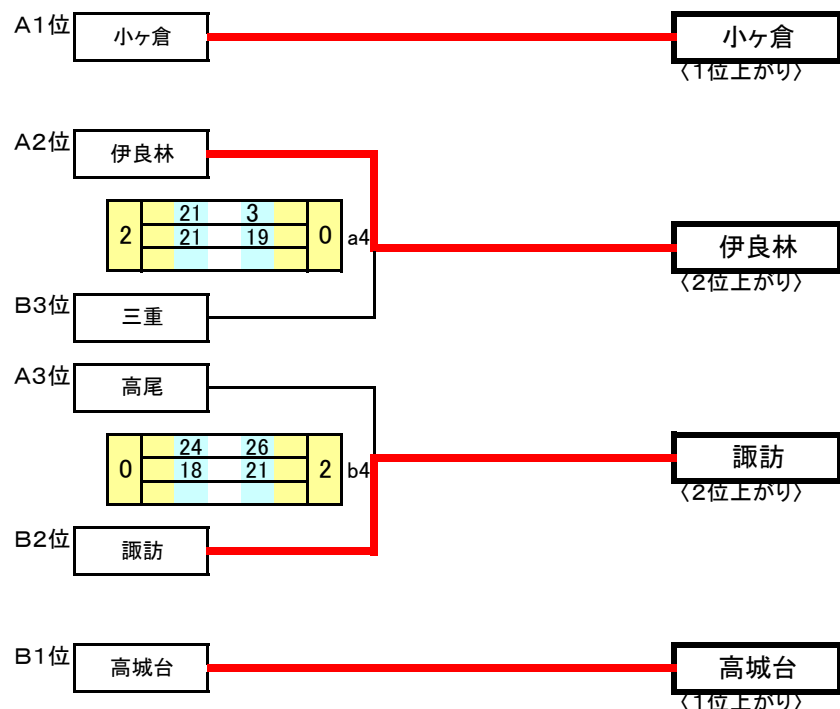 A1位 小ヶ倉 小ヶ倉
〈1位上がり〉
A2位 伊良林
2 21 3 0 a4
21 19
伊良林
〈2位上がり〉
B3位 三重
A3位 高尾
0 24 26 2 b4
18 21
諏訪
〈2位上がり〉
B2位 諏訪
B1位 高城台 高城台
〈1位上がり〉